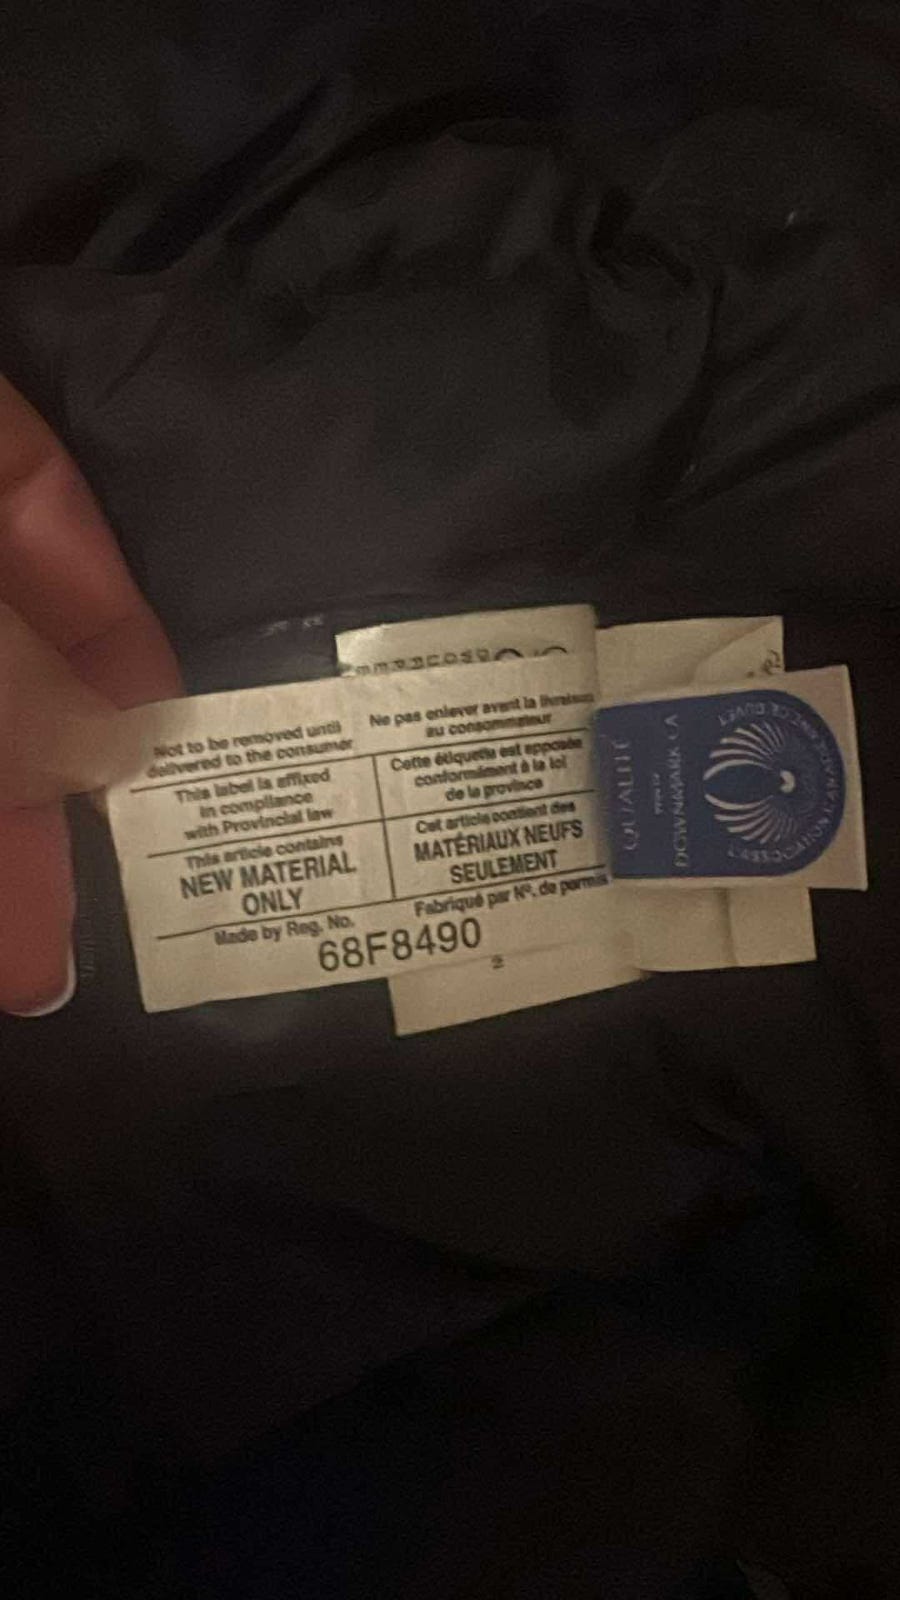 Not to be removed until
delivered to the consumer
Ne pas enlever avant la livraison
au consommateur
This label is affixed
in compliance
with Provincial law
Cette étiquette est apposée
conformément à la loi
de la province
This article contains
NEW MATERIAL
ONLY
Cet article contient des
MATÉRIAUX NEUFS
SEULEMENT
Made by Reg. No.
Fabriqué par Nº. de permis
68F8490
2
QUALITÉ
DOWNMARK.CA